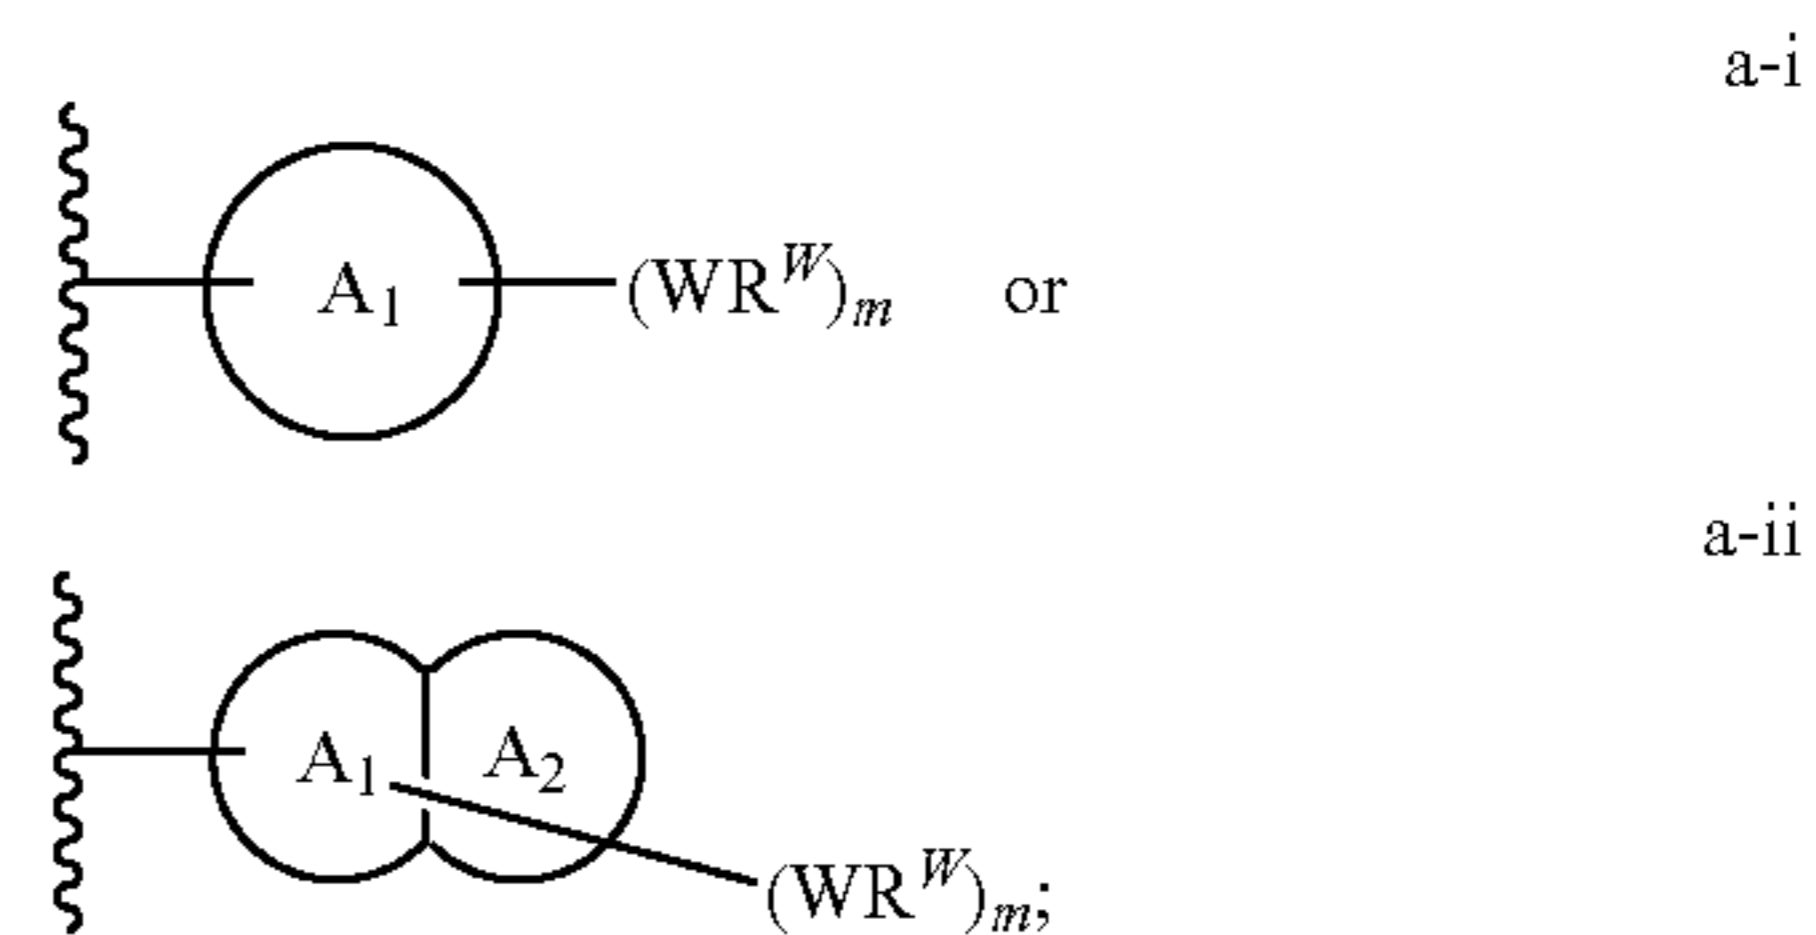 a-i
A₁ (WRᵂ)ₘ or
a-ii
A₁ A₂
(WRᵂ)ₘ;